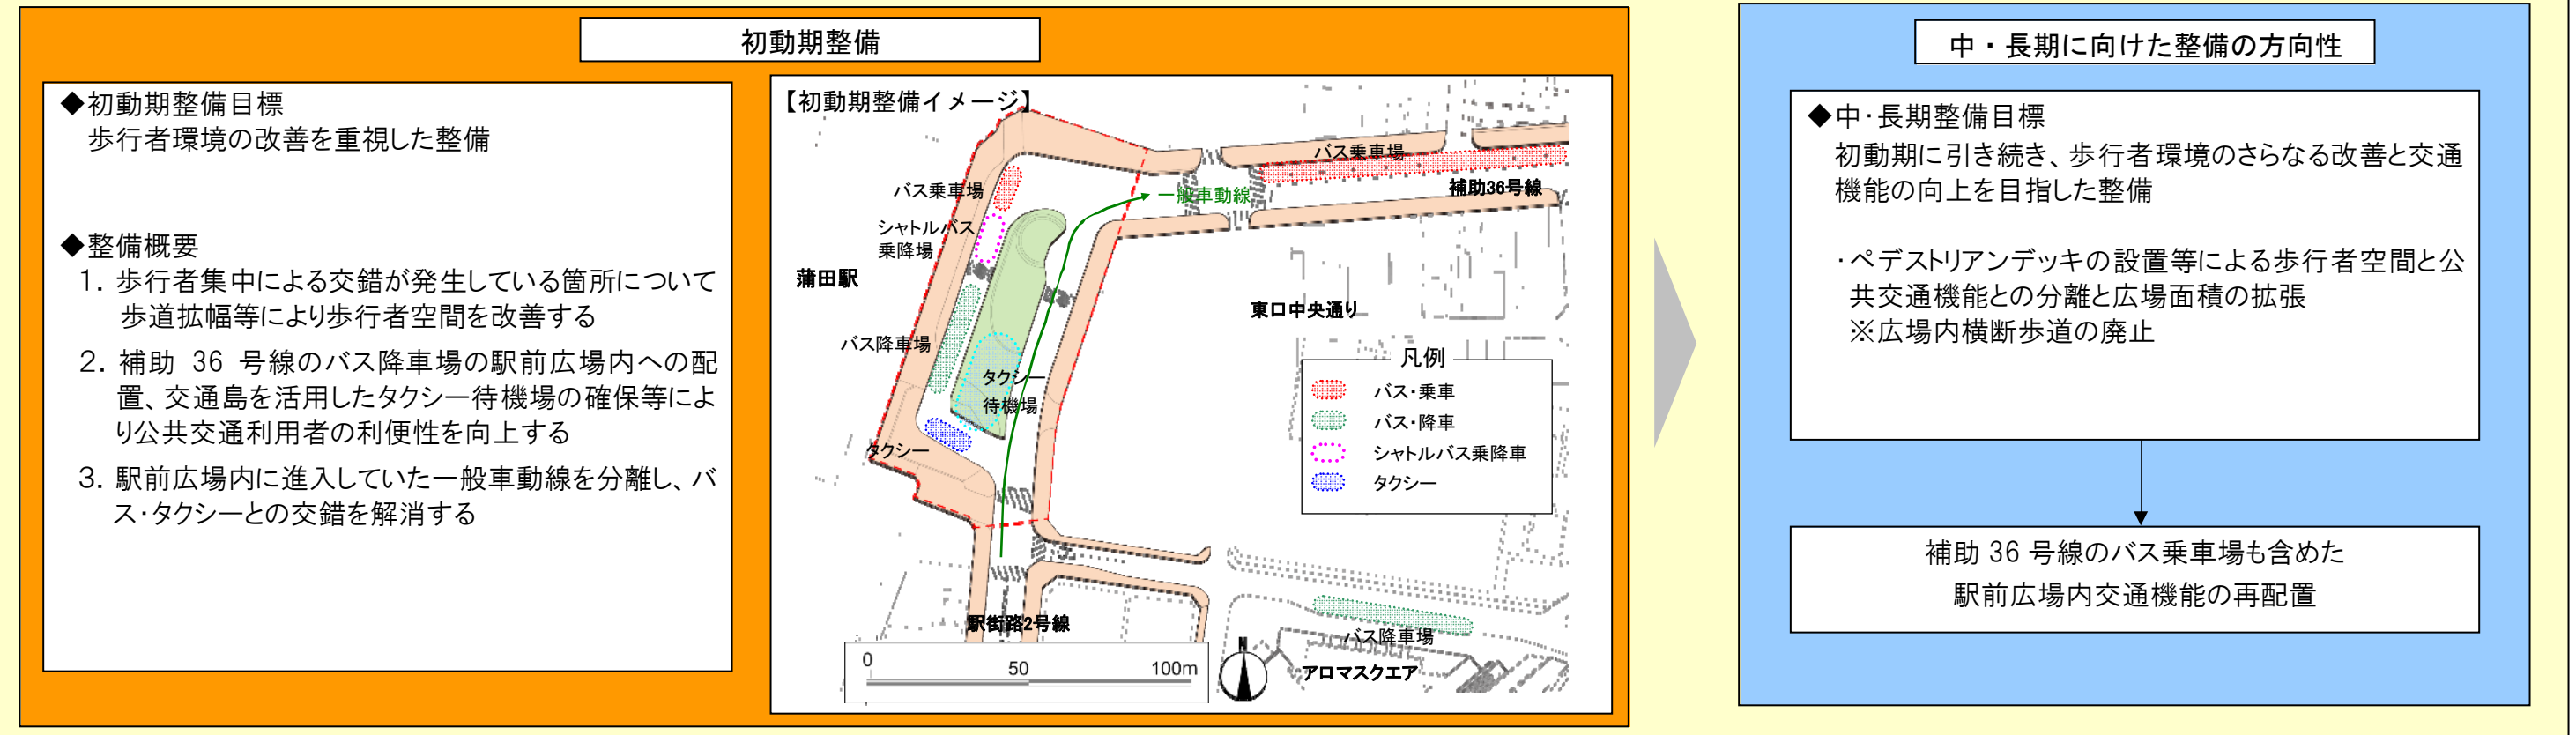 初動期整備
◆初動期整備目標
歩行者環境の改善を重視した整備
◆整備概要
1. 歩行者集中による交錯が発生している箇所について
歩道拡幅等により歩行者空間を改善する
2. 補助 36 号線のバス降車場の駅前広場内への配
置、交通島を活用したタクシー待機場の確保等によ
り公共交通利用者の利便性を向上する
3. 駅前広場内に進入していた一般車動線を分離し、バ
ス・タクシーとの交錯を解消する
【初動期整備イメージ】
バス乗車場
バス乗車場
一般車動線
補助36号線
シャトルバス
乗降場
蒲田駅
東口中央通り
バス降車場
タクシー
待機場
タクシー
凡例
バス・乗車
バス・降車
シャトルバス乗降車
タクシー
駅街路2号線
バス降車場
アロマスクエア
0 50 100m
N
中・長期に向けた整備の方向性
◆中・長期整備目標
初動期に引き続き、歩行者環境のさらなる改善と交通
機能の向上を目指した整備
・ペデストリアンデッキの設置等による歩行者空間と公
共交通機能との分離と広場面積の拡張
※広場内横断歩道の廃止
補助 36 号線のバス乗車場も含めた
駅前広場内交通機能の再配置